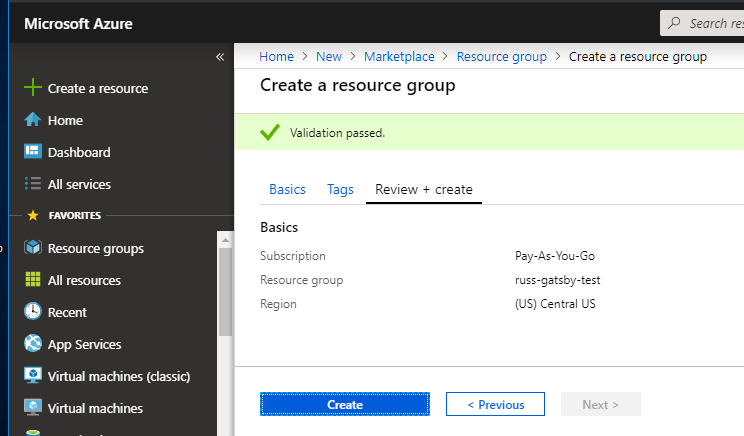 Microsoft Azure
Search res
«
Home > New > Marketplace > Resource group > Create a resource group
Create a resource group
Create a resource
Home
Dashboard
All services
FAVORITES
Resource groups
All resources
Recent
App Services
Virtual machines (classic)
Virtual machines
Validation passed.
Basics Tags Review + create
Basics
Subscription Pay-As-You-Go
Resource group russ-gatsby-test
Region (US) Central US
Create < Previous Next >